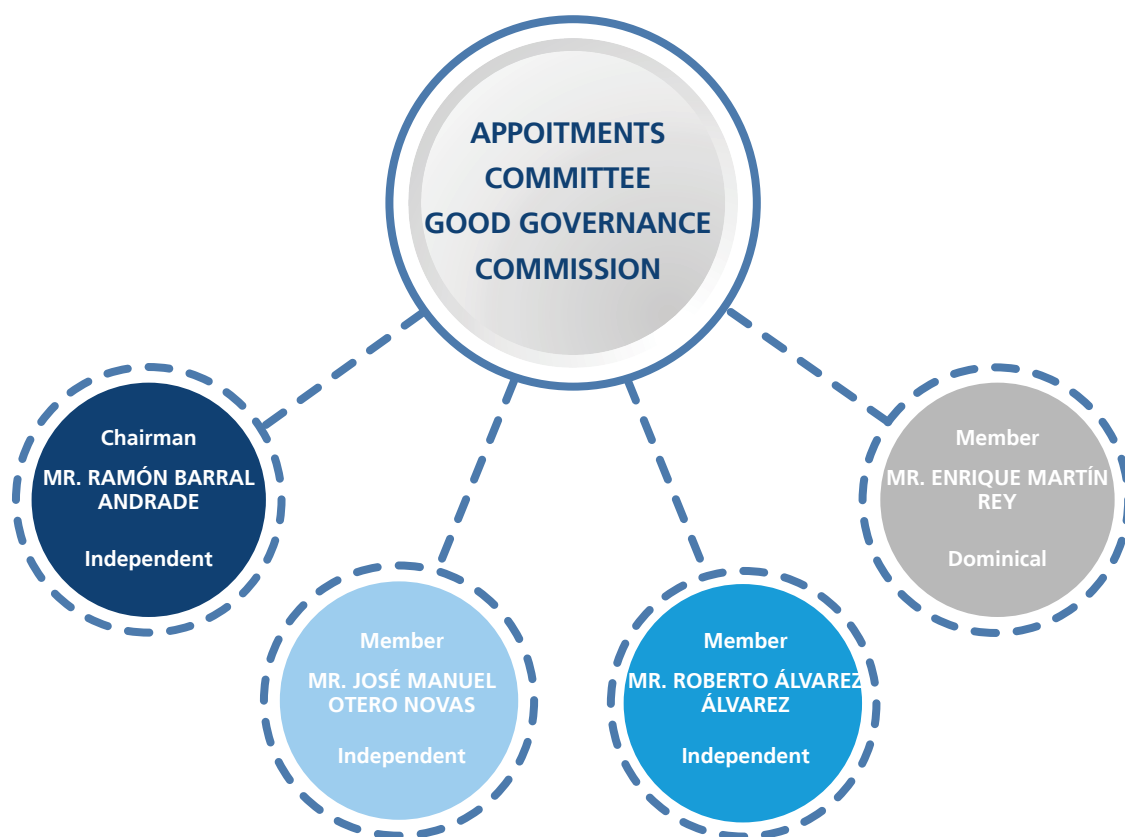 APPOITMENTS
COMMITTEE
GOOD GOVERNANCE
COMMISSION
Chairman
MR. RAMÓN BARRAL
ANDRADE
Independent
Member
MR. JOSÉ MANUEL
OTERO NOVAS
Independent
Member
MR. ROBERTO ÁLVAREZ
ÁLVAREZ
Independent
Member
MR. ENRIQUE MARTÍN
REY
Dominical